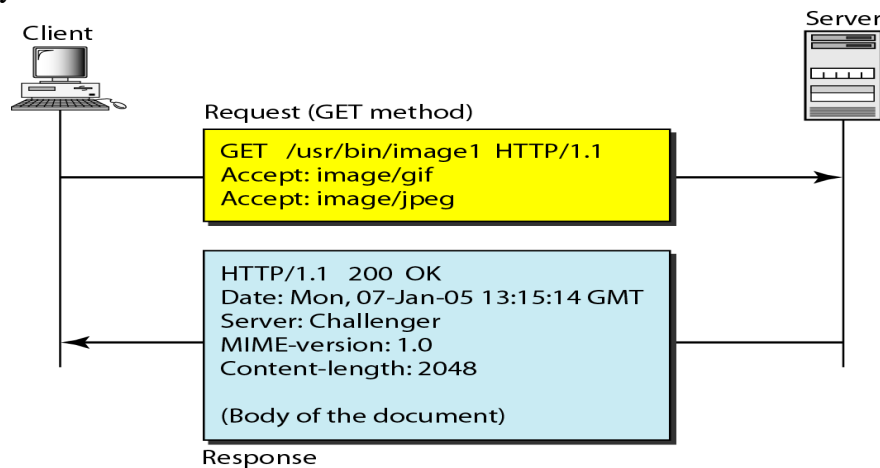 Client
Server
Request (GET method)
GET /usr/bin/image1 HTTP/1.1
Accept: image/gif
Accept: image/jpeg
HTTP/1.1 200 OK
Date: Mon, 07-Jan-05 13:15:14 GMT
Server: Challenger
MIME-version: 1.0
Content-length: 2048
(Body of the document)
Response